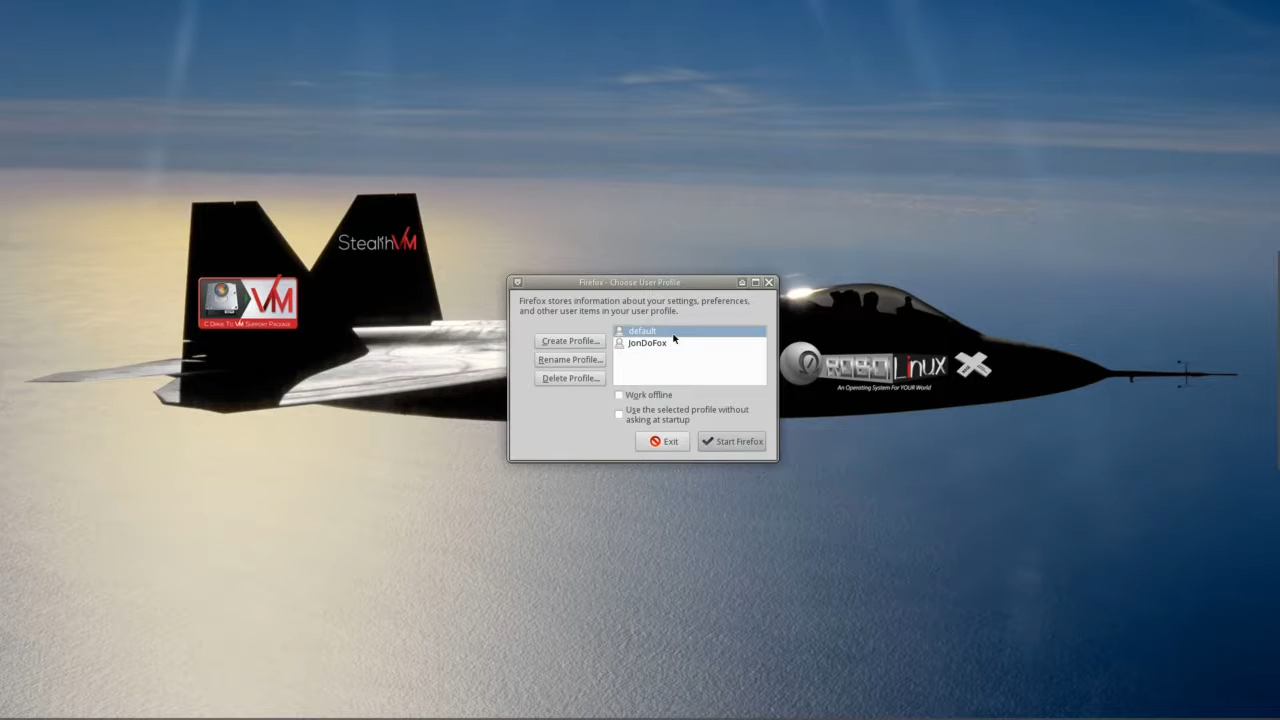 StealthVM
VM
C Drive To VM Support Package
Firefox - Choose User Profile
Firefox stores information about your settings, preferences,
and other user items in your user profile.
default
JonDoFox
Create Profile...
Rename Profile...
Delete Profile...
Work offline
Use the selected profile without
asking at startup
Exit
Start Firefox
ROBOLinux
An Operating System For YOUR World